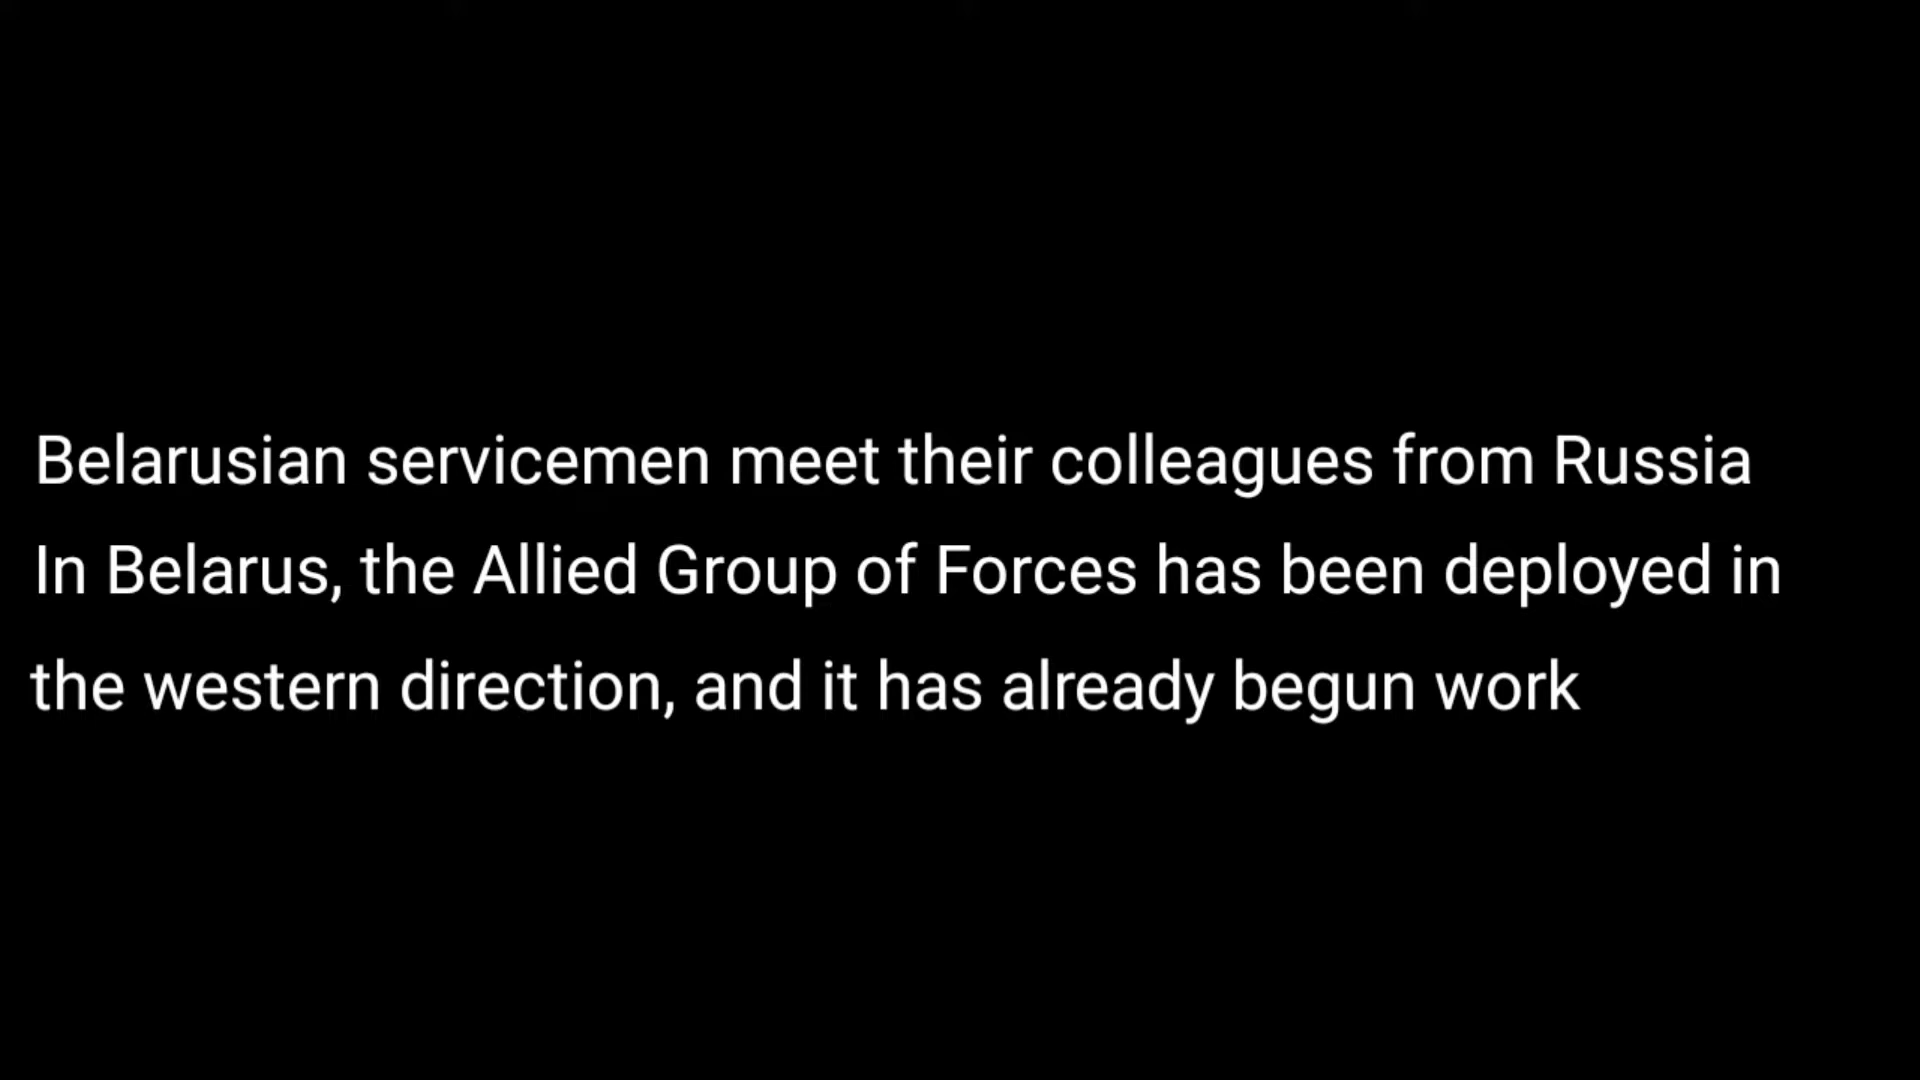 Belarusian servicemen meet their colleagues from Russia
In Belarus, the Allied Group of Forces has been deployed in
the western direction, and it has already begun work